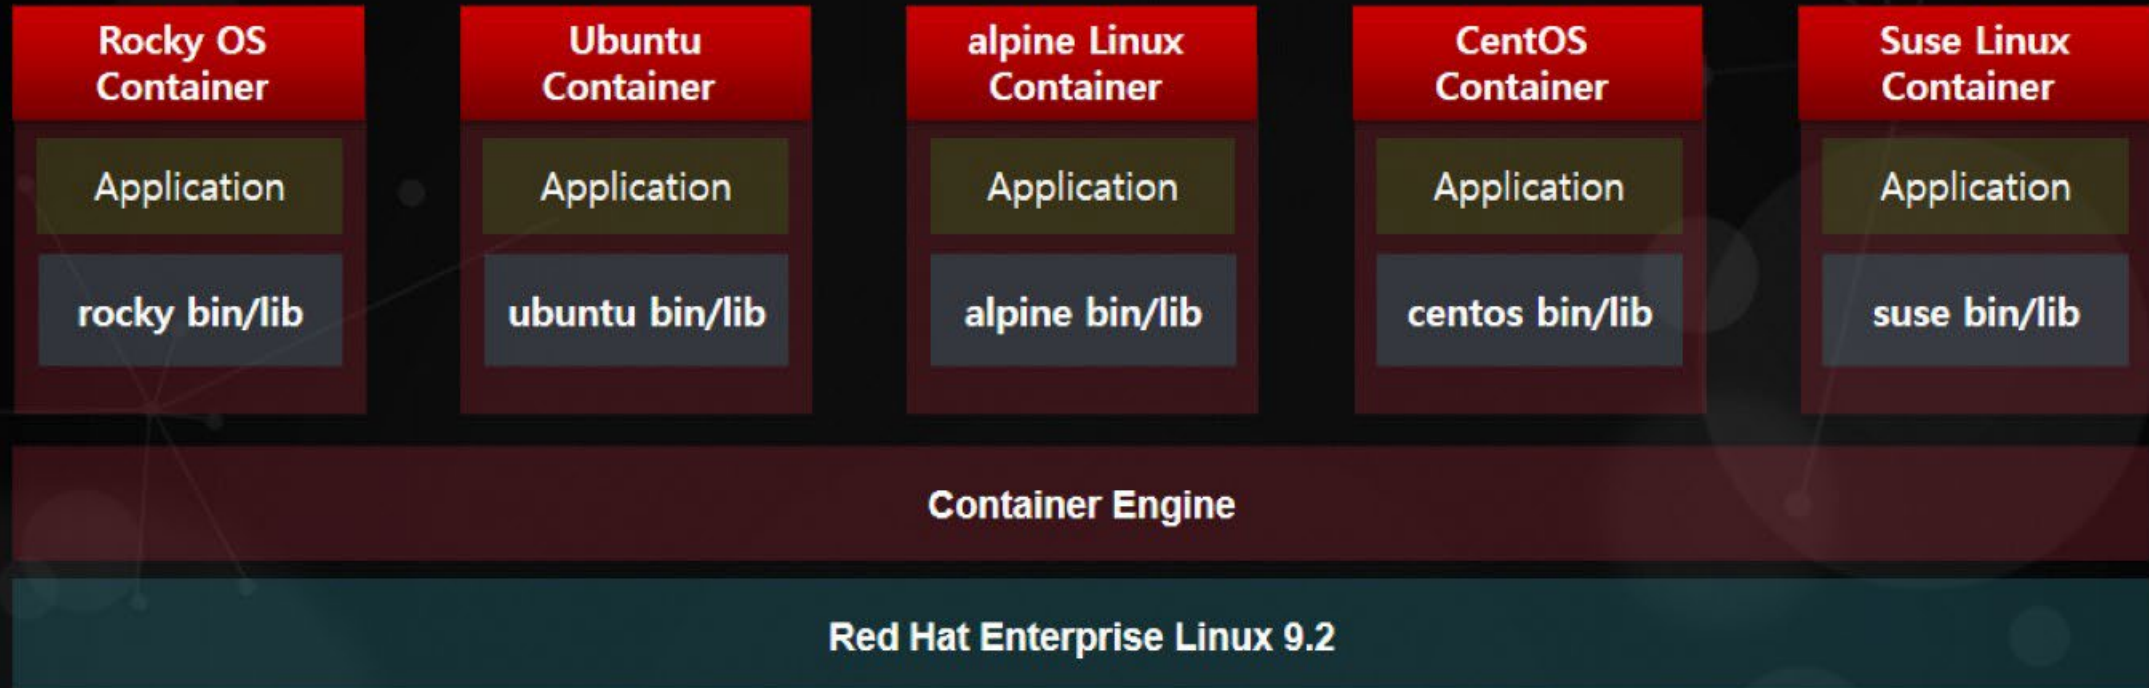 Rocky OS
Container
Ubuntu
Container
alpine Linux
Container
CentOS
Container
Suse Linux
Container
Application
Application
Application
Application
Application
rocky bin/lib
ubuntu bin/lib
alpine bin/lib
centos bin/lib
suse bin/lib
Container Engine
Red Hat Enterprise Linux 9.2